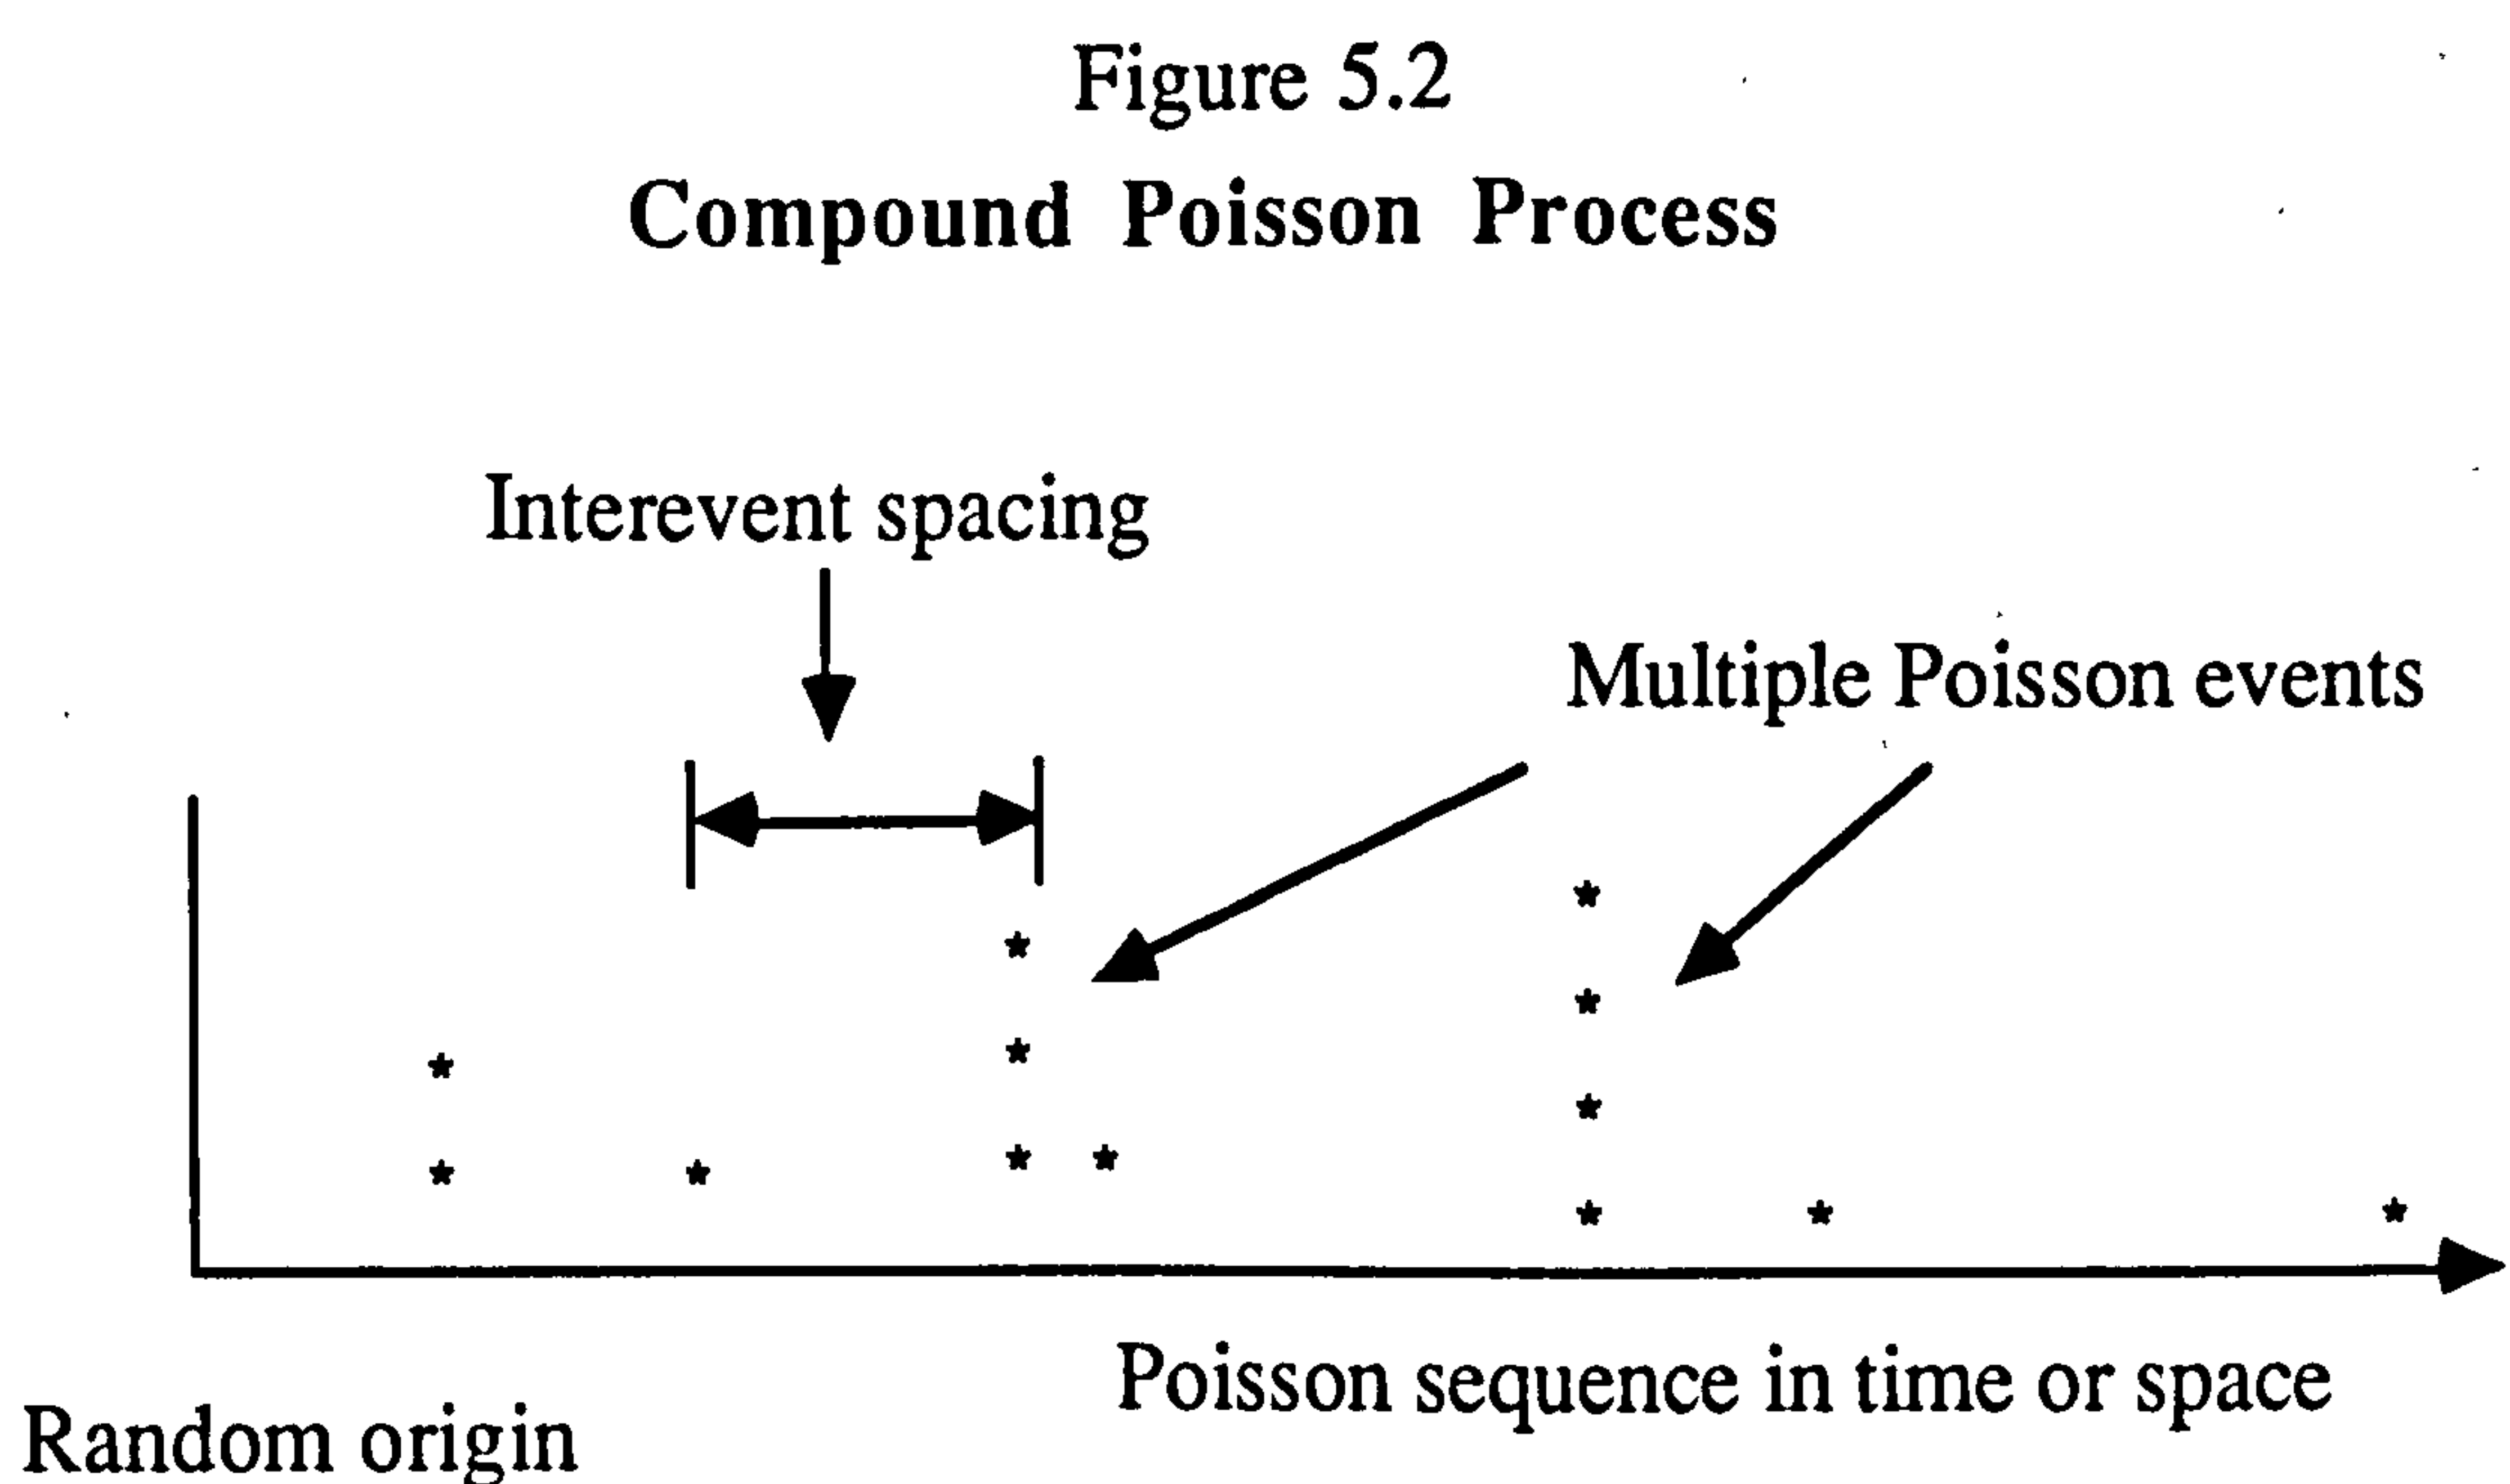 Figure 5.2
Compound Poisson Process
Interevent spacing
Multiple Poisson events
Poisson sequence in time or space
Random origin